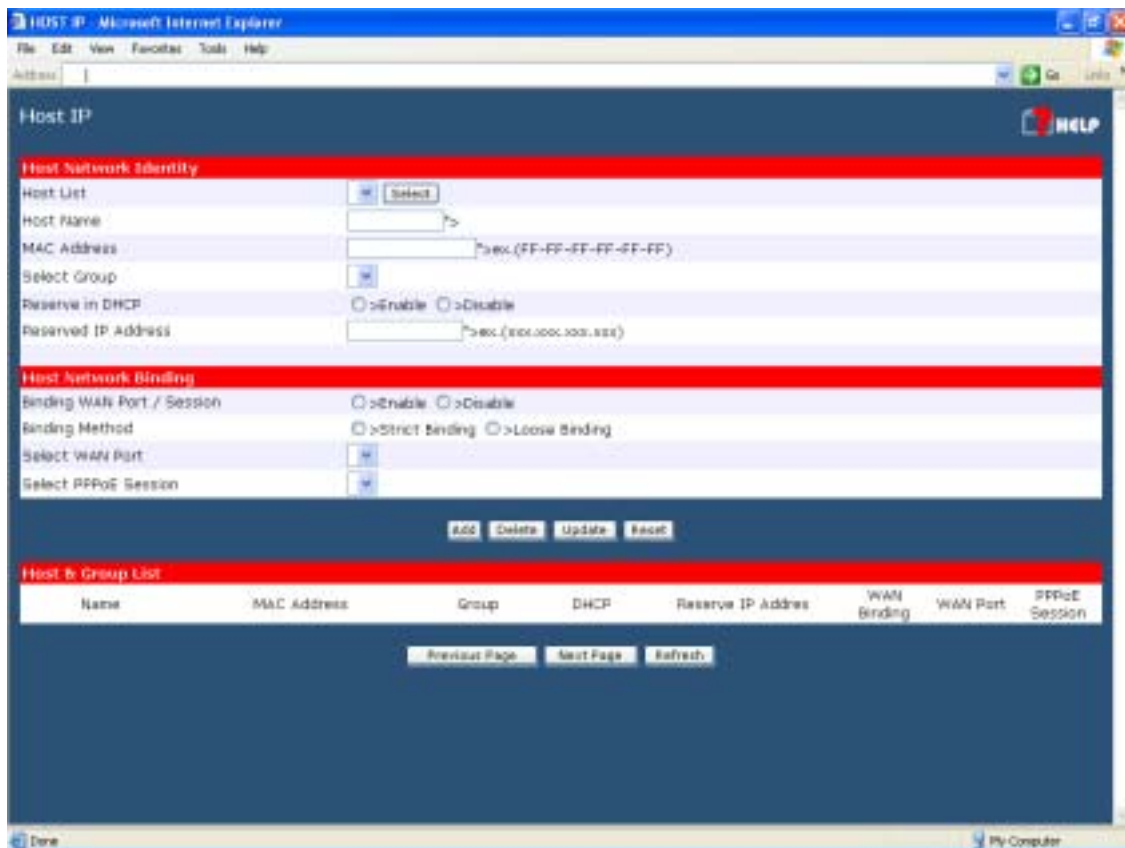 HOST IP - Microsoft Internet Explorer
File Edit View Favorites Tools Help
Address Go Links
Host IP
HELP
Host Network Identity
Host List Select
Host Name ">
MAC Address ">ex.(FF-FF-FF-FF-FF-FF)
Select Group
Reserve in DHCP >Enable >Disable
Reserved IP Address ">ex.(xxx.xxx.xxx.xxx)
Host Network Binding
Binding WAN Port / Session >Enable >Disable
Binding Method >Strict Binding >Loose Binding
Select WAN Port
Select PPPoE Session
Add Delete Update Reset
Host & Group List
Name MAC Address Group DHCP Reserve IP Addres WAN Binding WAN Port PPPoE Session
Previous Page Next Page Refresh
Done My Computer